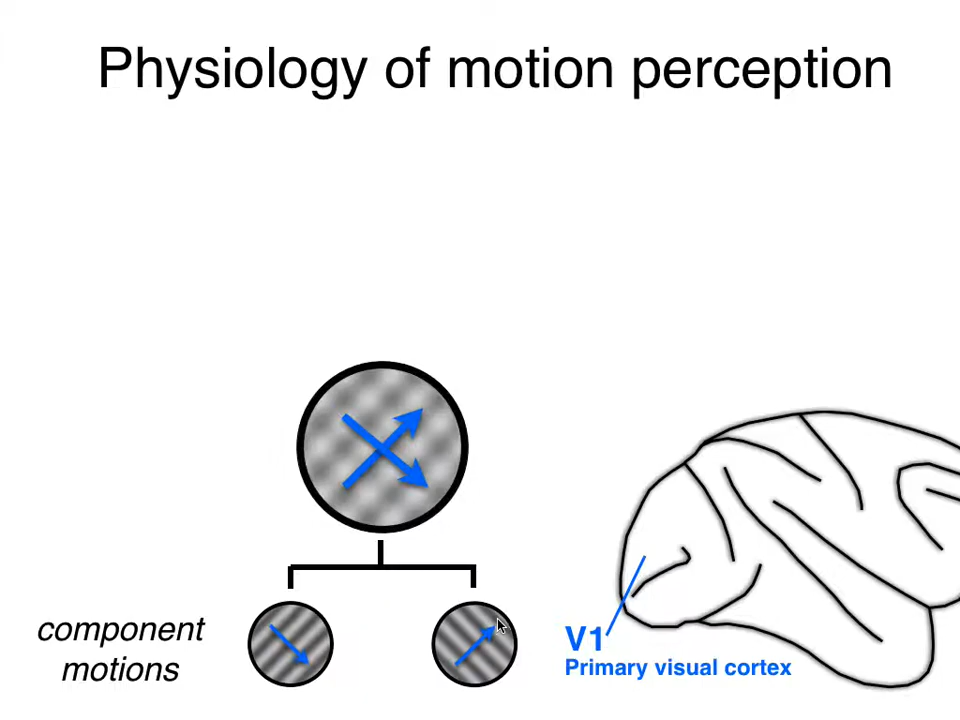 Physiology of motion perception
component
motions
V1
Primary visual cortex